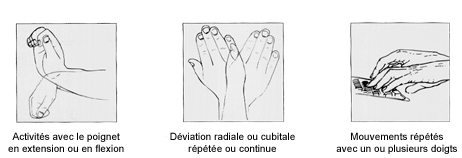 Activités avec le poignet
en extension ou en flexion
Déviation radiale ou cubitale
répétée ou continue
Mouvements répétés
avec un ou plusieurs doigts